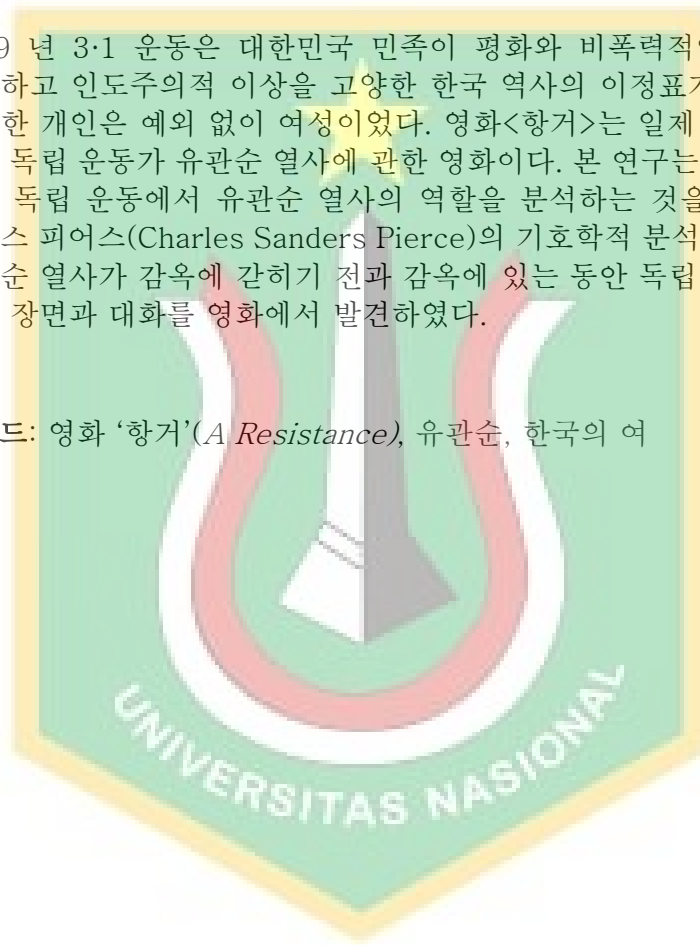 9 년 3·1 운동은 대한민국 민족이 평화와 비폭력적
하고 인도주의적 이상을 고양한 한국 역사의 이정표가
한 개인은 예외 없이 여성이었다. 영화<항거>는 일제
독립 운동가 유관순 열사에 관한 영화이다. 본 연구는
독립 운동에서 유관순 열사의 역할을 분석하는 것을
스 피어스(Charles Sanders Pierce)의 기호학적 분석
순 열사가 감옥에 갇히기 전과 감옥에 있는 동안 독립
장면과 대화를 영화에서 발견하였다.
드: 영화 ‘항거’(A Resistance), 유관순, 한국의 여
UNIVERSITAS NASIONAL